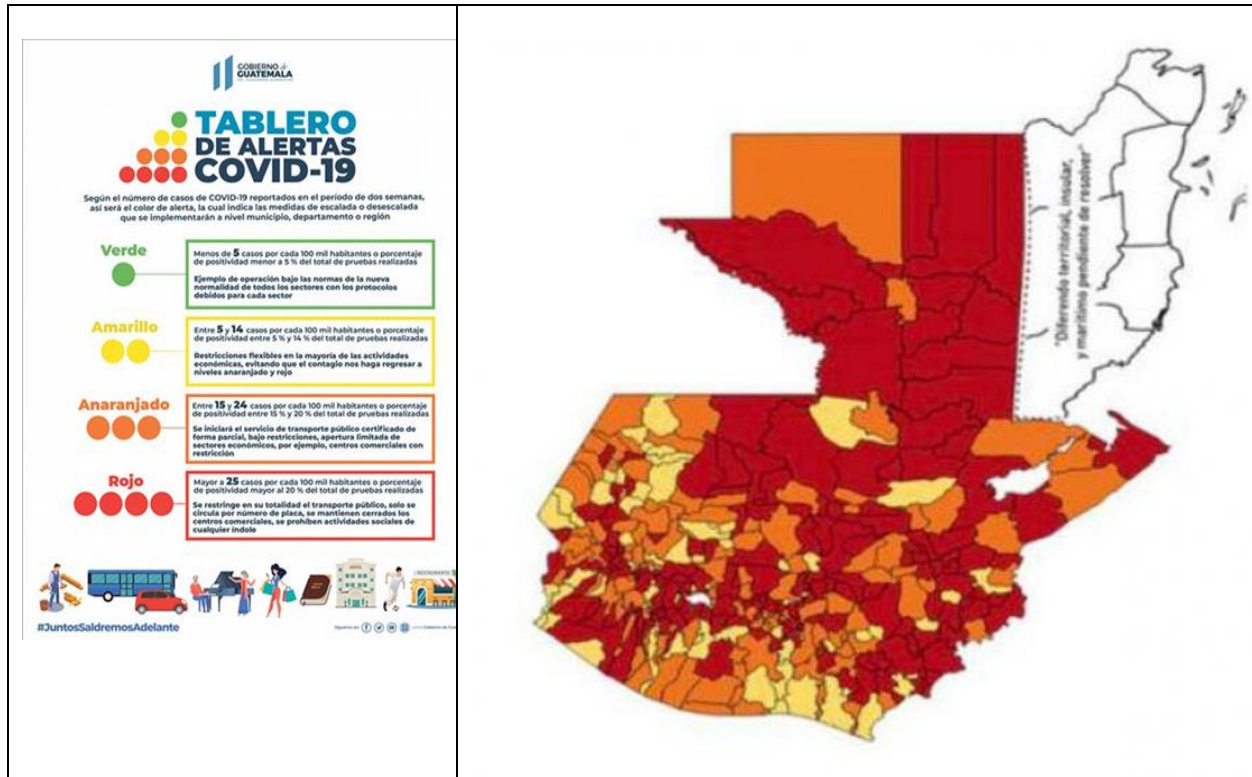 GOBIERNO de
GUATEMALA
TABLERO
DE ALERTAS
COVID-19
Según el número de casos de COVID-19 reportados en el período de dos semanas,
así será el color de alerta, la cual indica las medidas de escalada o desescalada
que se implementarán a nivel municipio, departamento o región
Verde
Menos de 5 casos por cada 100 mil habitantes o porcentaje
de positividad menor a 5 % del total de pruebas realizadas
Ejemplo de operación bajo las normas de la nueva
normalidad de todos los sectores con los protocolos
debidos para cada sector
Amarillo
Entre 5 y 14 casos por cada 100 mil habitantes o porcentaje
de positividad entre 5 % y 14 % del total de pruebas realizadas
Restricciones flexibles en la mayoría de las actividades
económicas, evitando que el contagio nos haga regresar a
niveles anaranjado y rojo
Anaranjado
Entre 15 y 24 casos por cada 100 mil habitantes o porcentaje
de positividad entre 15 % y 20 % del total de pruebas realizadas
Se iniciará el servicio de transporte público certificado de
forma parcial, bajo restricciones, apertura limitada de
sectores económicos, por ejemplo, centros comerciales con
restricción
Rojo
Mayor a 25 casos por cada 100 mil habitantes o porcentaje
de positividad mayor al 20 % del total de pruebas realizadas
Se restringe en su totalidad el transporte público, solo se
circula por número de placa, se mantienen cerrados los
centros comerciales, se prohíben actividades sociales de
cualquier índole
HOTEL
RESTAURANTE
#JuntosSaldremosAdelante
"Diferendo territorial, insular,
y marítimo pendiente de resolver"